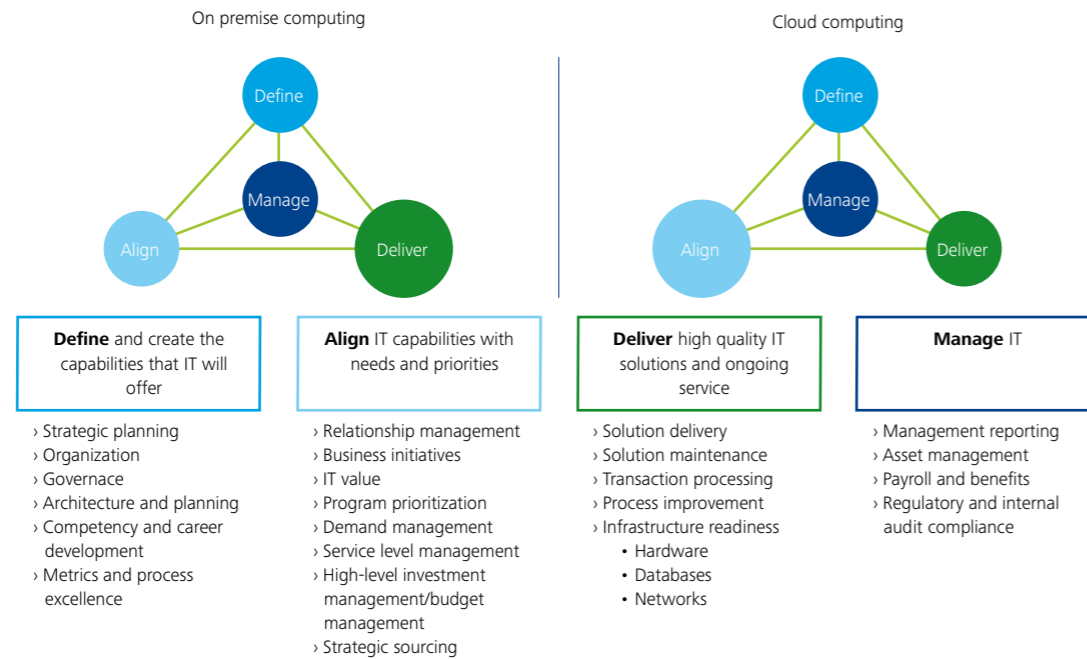 On premise computing
Define
Manage
Align
Deliver
Cloud computing
Define
Manage
Align
Deliver
Define and create the
capabilities that IT will
offer
› Strategic planning
› Organization
› Governace
› Architecture and planning
› Competency and career
development
› Metrics and process
excellence
Align IT capabilities with
needs and priorities
› Relationship management
› Business initiatives
› IT value
› Program prioritization
› Demand management
› Service level management
› High-level investment
management/budget
management
› Strategic sourcing
Deliver high quality IT
solutions and ongoing
service
› Solution delivery
› Solution maintenance
› Transaction processing
› Process improvement
› Infrastructure readiness
• Hardware
• Databases
• Networks
Manage IT
› Management reporting
› Asset management
› Payroll and benefits
› Regulatory and internal
audit compliance